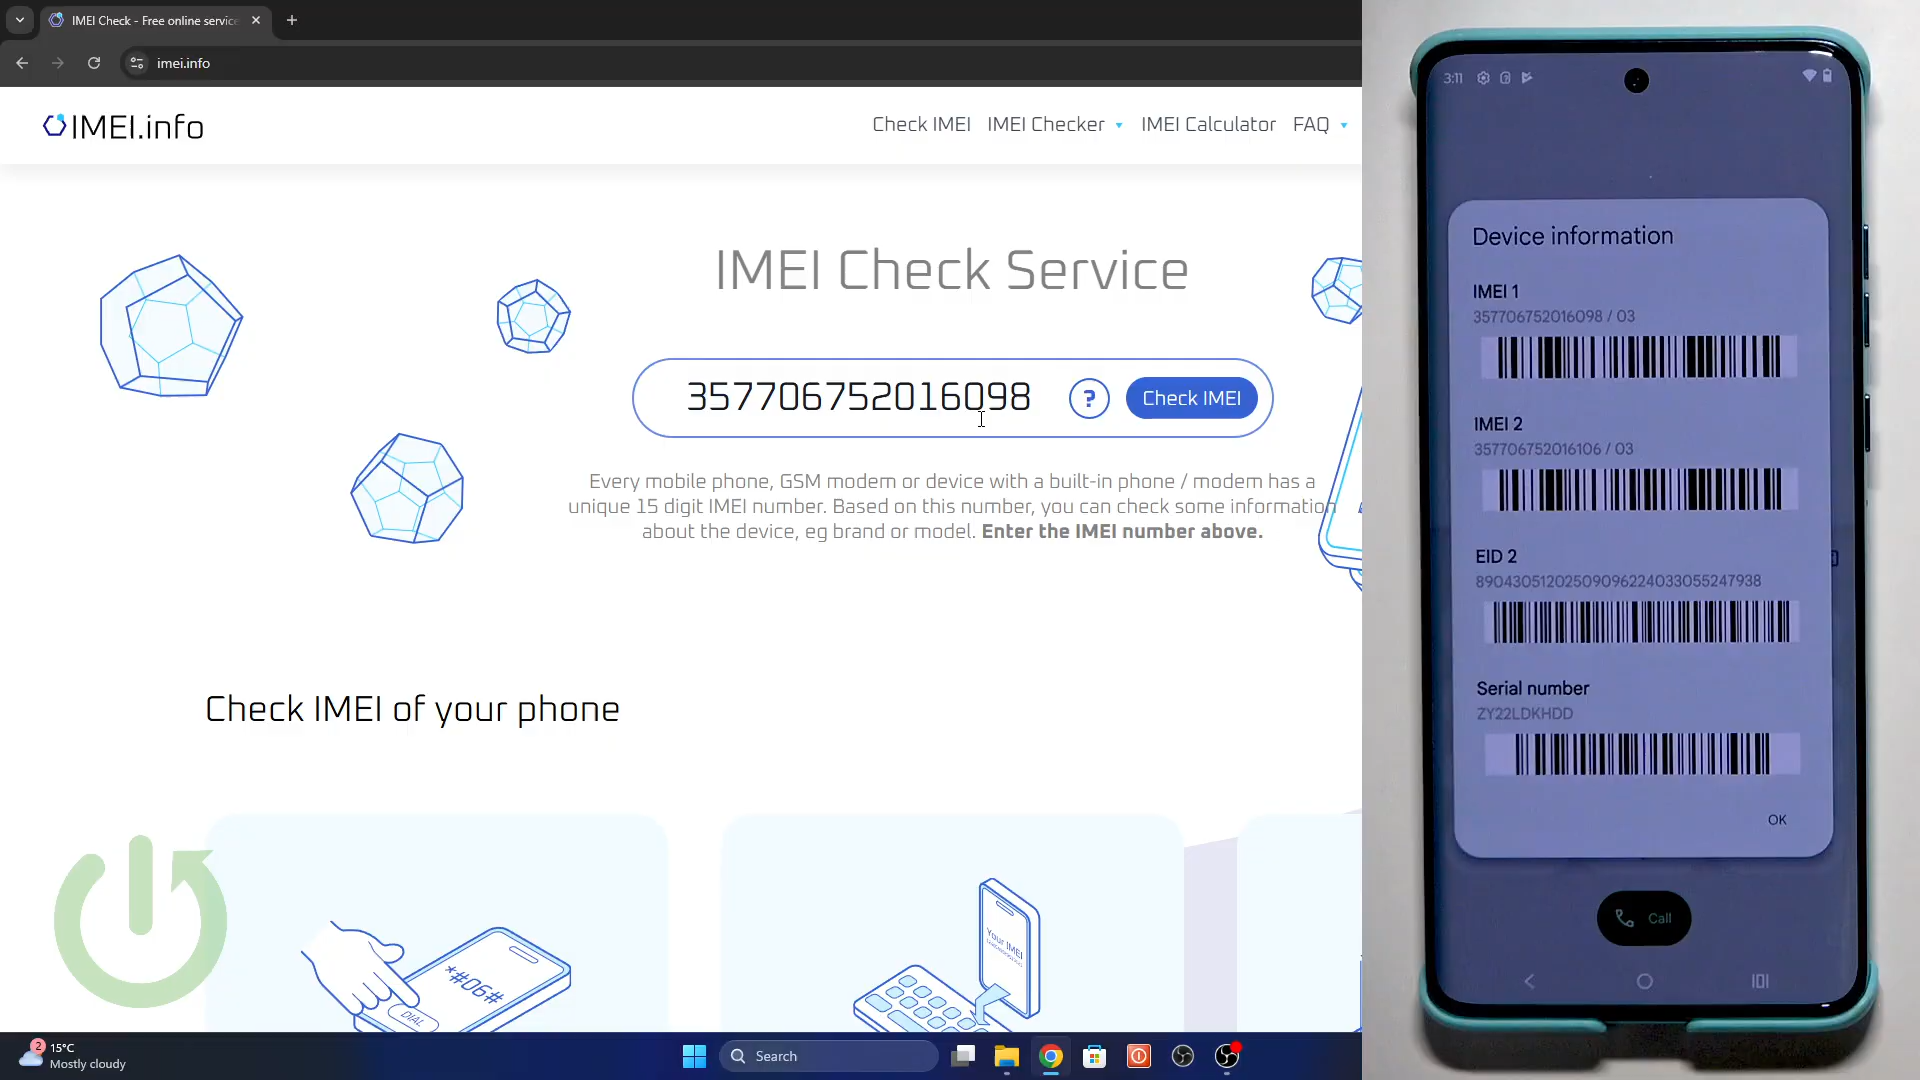 IMEI Check - Free online service
imei.info
IMEI.info
Check IMEI
IMEI Checker
IMEI Calculator
FAQ
IMEI Check Service
357706752016098
?
Check IMEI
Every mobile phone, GSM modem or device with a built-in phone / modem has a
unique 15 digit IMEI number. Based on this number, you can check some information
about the device, eg brand or model. Enter the IMEI number above.
Check IMEI of your phone
*#06#
DIAL
Your IMEI
2
15°C
Mostly cloudy
Search
3:11
Device information
IMEI 1
357706752016098 / 03
IMEI 2
357706752016106 / 03
EID 2
89043051202509096224033055247938
Serial number
ZY22LDKHDD
OK
Call